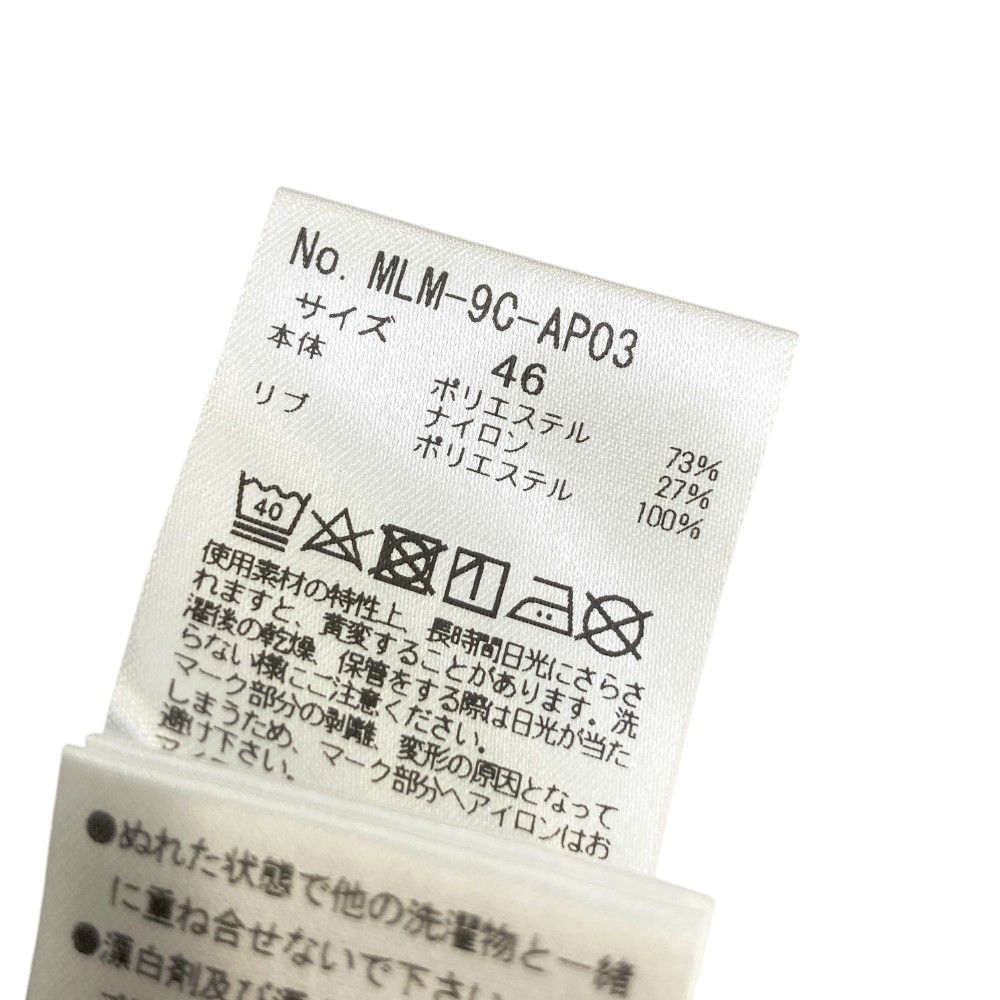 No. MLM-9C-AP03
サイズ 46
本体 ポリエステル 73%
ナイロン 27%
リブ ポリエステル 100%
40
使用素材の特性上、長時間日光にさらさ
れますと、黄変することがあります。洗
濯後の乾燥、保管をする際は日光が当た
らない様にご注意ください。
マーク部分の剥離、変形の原因となって
しまうため、マーク部分へアイロンはお
避け下さい。
●ぬれた状態で他の洗濯物と一緒
に重ね合せないで下さい
●漂白剤及び